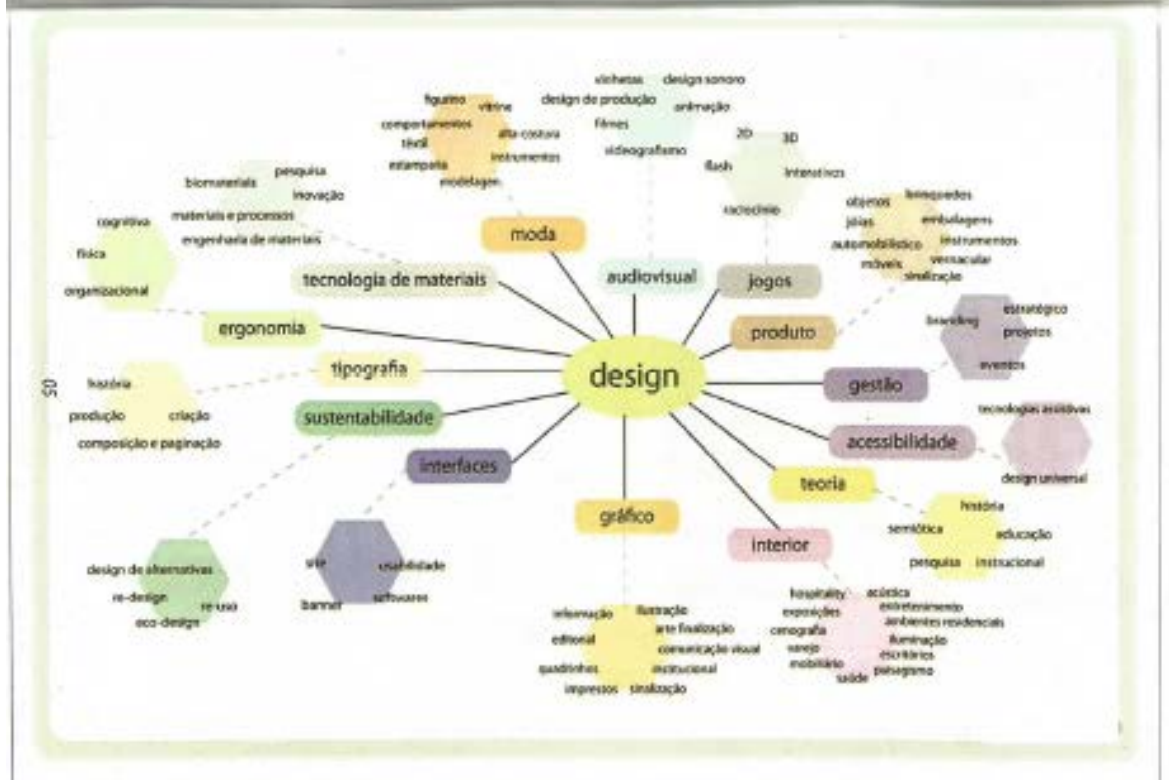 design
moda
figurino
vitrine
comportamentos
alta-costura
têxtil
instrumentos
estamparia
modelagen
audiovisual
vinhetas
design sonoro
design de produção
animação
filmes
videografismo
jogos
2D
3D
flash
interativos
raciocínio
produto
objetos
brinquedos
jóias
embalagens
automobilístico
instrumentos
móveis
vernacular
sinalização
gestão
branding
estratégico
projetos
eventos
acessibilidade
tecnologias assistivas
design universal
teoria
história
semiótica
educação
pesquisa
instrucional
interior
hospitality
acústica
exposições
entretenimento
cenografia
ambientes residenciais
varejo
iluminação
mobiliário
escritórios
saúde
paisagismo
gráfico
informação
ilustração
editorial
arte finalização
comunicação visual
quadrinhos
institucional
impressos
sinalização
interfaces
site
usabilidade
banner
softwares
sustentabilidade
design de alternativas
re-design
re-uso
eco-design
tipografia
história
produção
criação
composição e paginação
ergonomia
cognitiva
física
organizacional
tecnologia de materiais
biomateriais
pesquisa
inovação
materiais e processos
engenharia de materiais
50